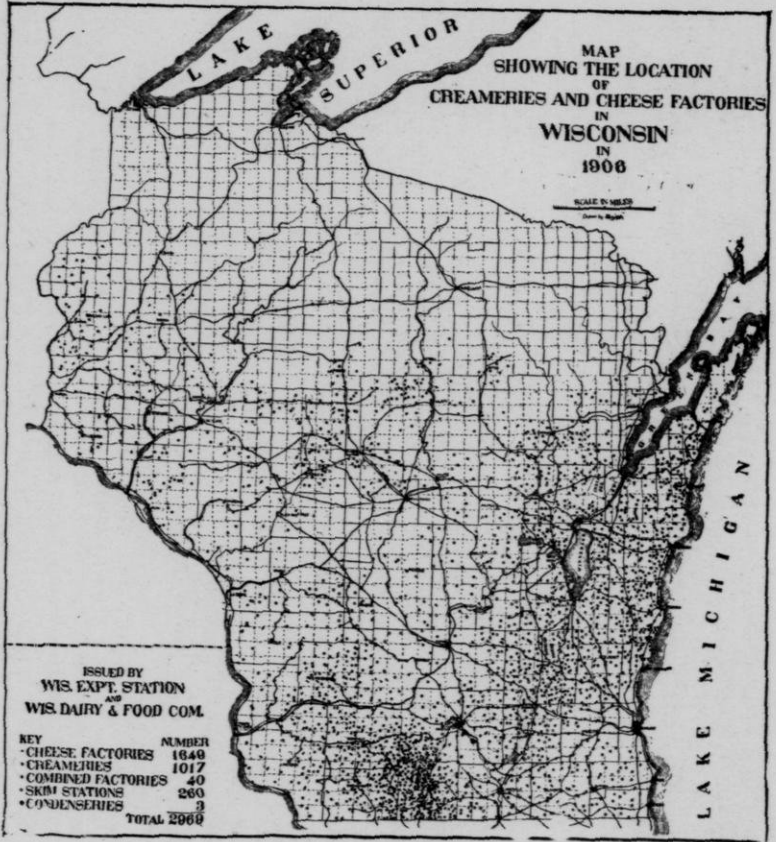 LAKE SUPERIOR
MAP
SHOWING THE LOCATION
OF
CREAMERIES AND CHEESE FACTORIES
IN
WISCONSIN
IN
1906
SCALE IN MILES
BAY
LAKE MICHIGAN
ISSUED BY
WIS. EXPT. STATION
AND
WIS. DAIRY & FOOD COM.
KEY NUMBER
• CHEESE FACTORIES 1649
• CREAMERIES 1017
• COMBINED FACTORIES 40
• SKIM STATIONS 260
• CONDENSERIES 3
TOTAL 2969